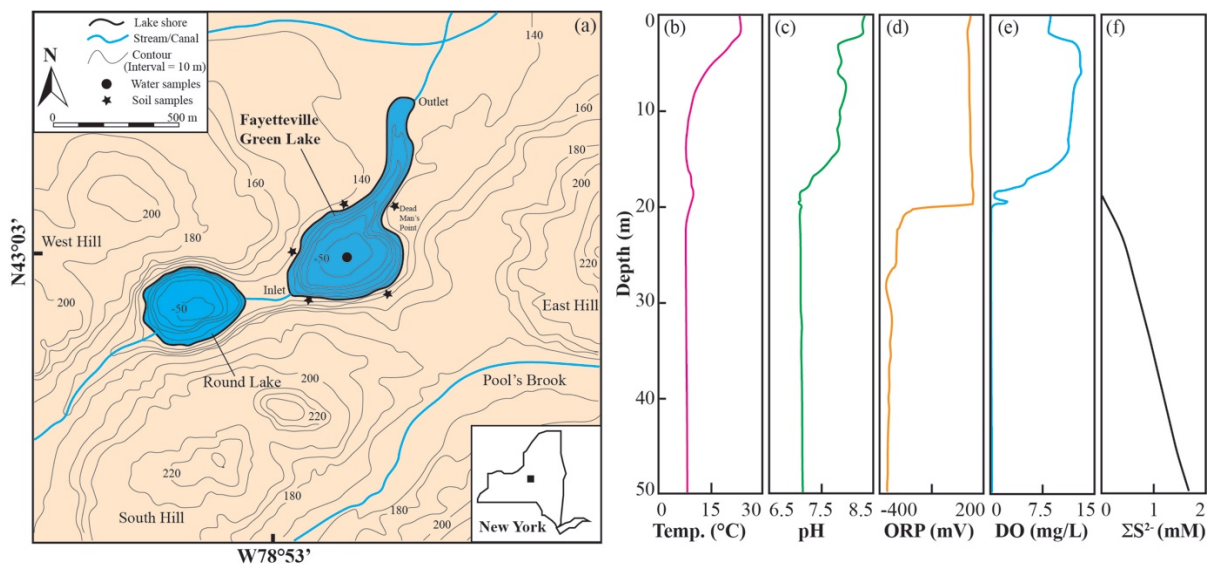 (a)
Lake shore
Stream/Canal
Contour
(Interval = 10 m)
Water samples
Soil samples
N
0 500 m
140
Outlet
160
180
Fayetteville
Green Lake
140
160
Dead
Man's
Point
200
180
West Hill
-50
200
220
N43°03'
Inlet
200
-50
East Hill
Round Lake
200
Pool's Brook
220
220
180
South Hill
180
200
New York
W78°53'
(b) (c) (d) (e) (f)
0
10
20
30
40
50
Depth (m)
0 15 30
Temp. (°C)
6.5 7.5 8.5
pH
-400 200
ORP (mV)
0 7.5 15
DO (mg/L)
0 1 2
ΣS²⁻ (mM)